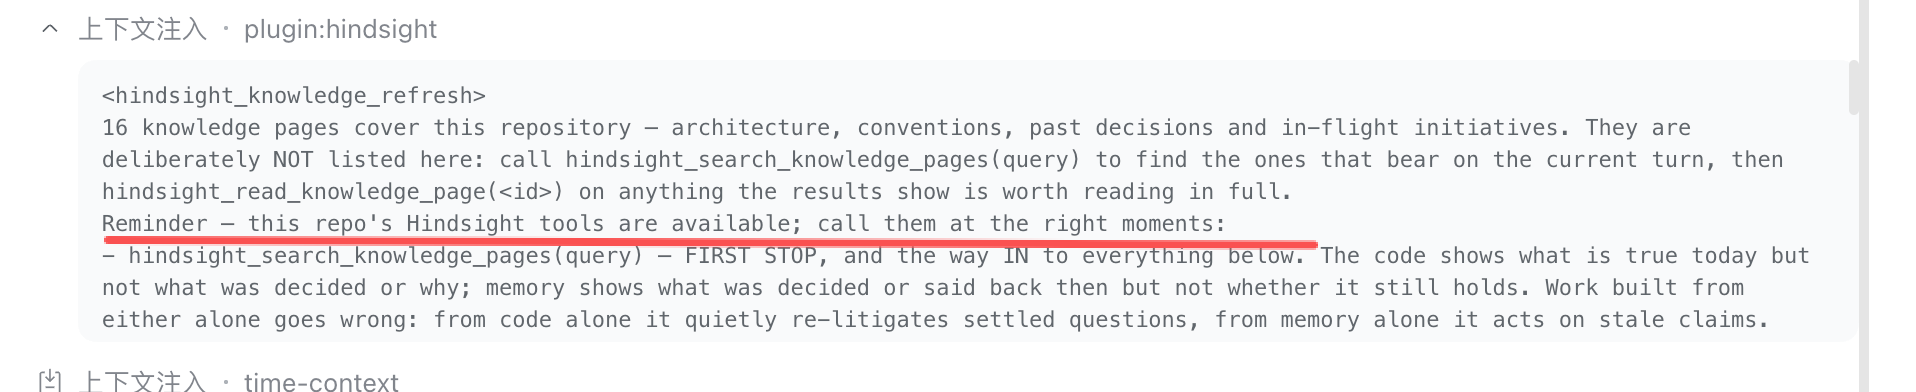 上下文注入 · plugin:hindsight
<hindsight_knowledge_refresh>
16 knowledge pages cover this repository — architecture, conventions, past decisions and in-flight initiatives. They are
deliberately NOT listed here: call hindsight_search_knowledge_pages(query) to find the ones that bear on the current turn, then
hindsight_read_knowledge_page(<id>) on anything the results show is worth reading in full.
Reminder — this repo's Hindsight tools are available; call them at the right moments:
- hindsight_search_knowledge_pages(query) — FIRST STOP, and the way IN to everything below. The code shows what is true today but
not what was decided or why; memory shows what was decided or said back then but not whether it still holds. Work built from
either alone goes wrong: from code alone it quietly re-litigates settled questions, from memory alone it acts on stale claims.
上下文注入 · time-context